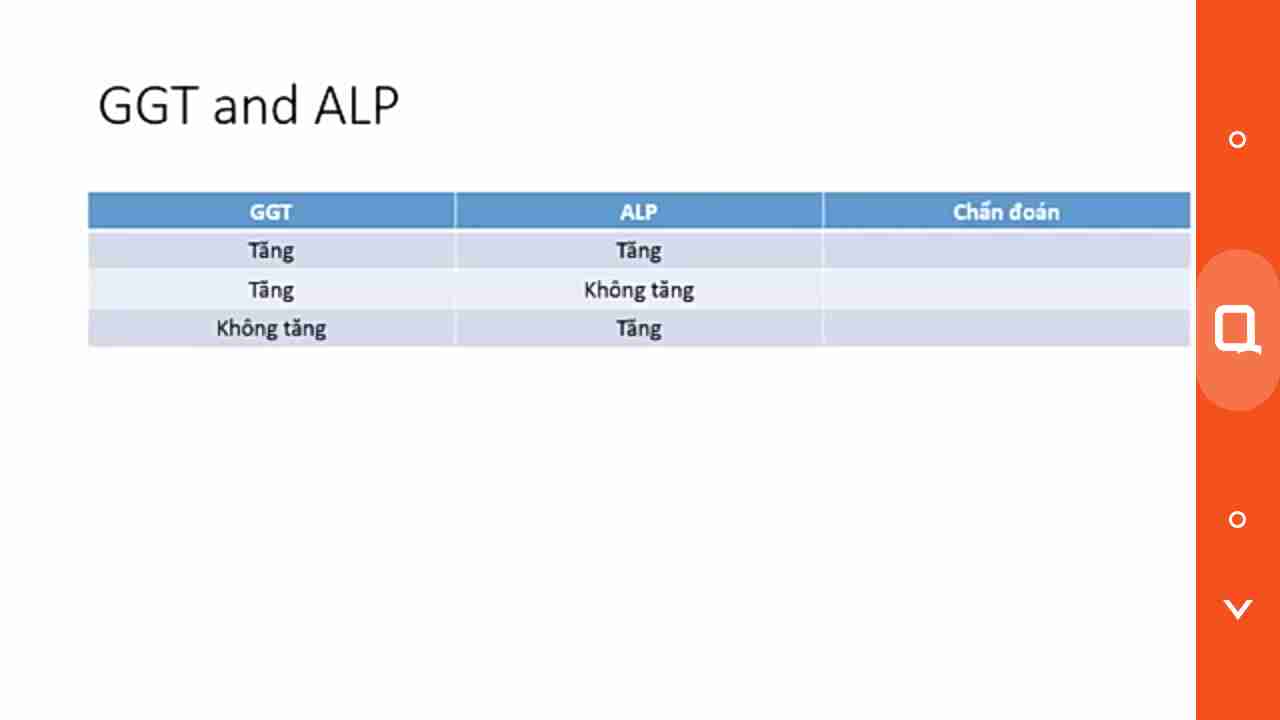 GGT and ALP
GGT ALP Chẩn đoán
Tăng Tăng
Tăng Không tăng
Không tăng Tăng